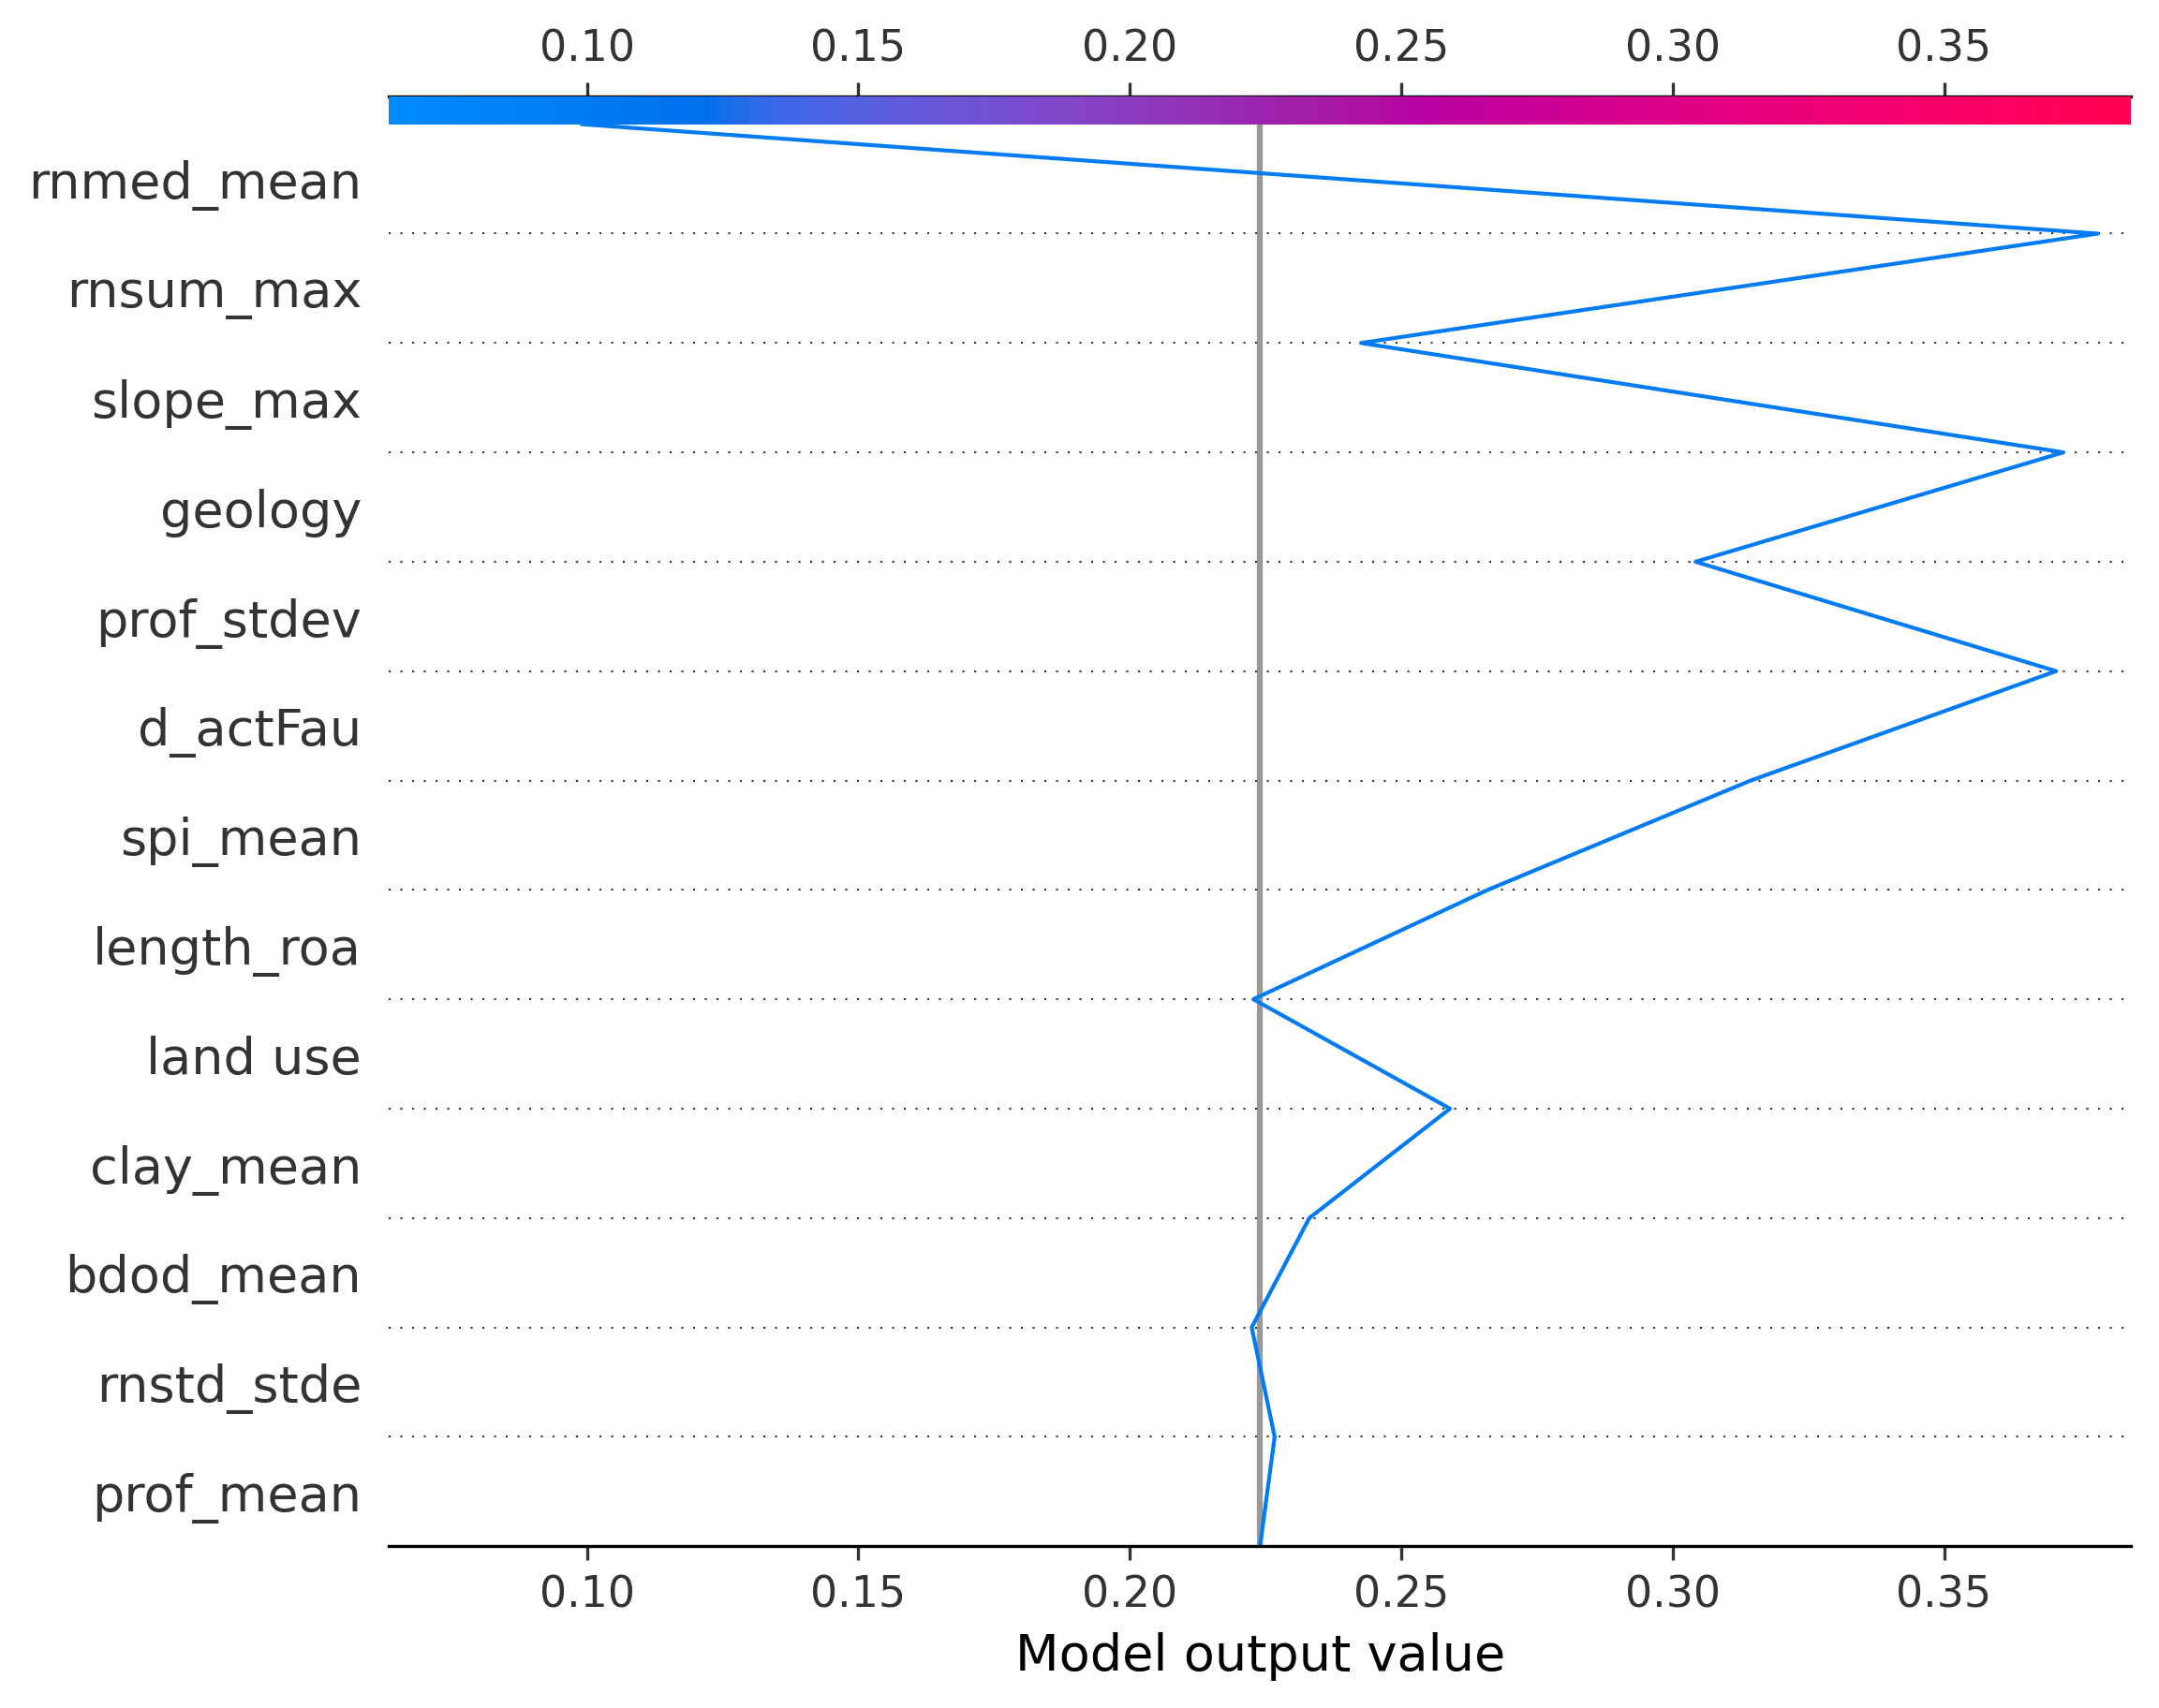 0.10 0.15 0.20 0.25 0.30 0.35
rnmed_mean
rnsum_max
slope_max
geology
prof_stdev
d_actFau
spi_mean
length_roa
land use
clay_mean
bdod_mean
rnstd_stde
prof_mean
0.10 0.15 0.20 0.25 0.30 0.35
Model output value